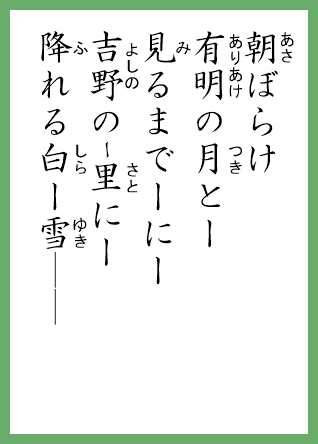 朝ぼらけ
有明の月とー
見るまでーにー
吉野の〜里にー
降れる白ー雪――
あさ
ありあけ
つき
み
よしの
さと
ふ
しら
ゆき